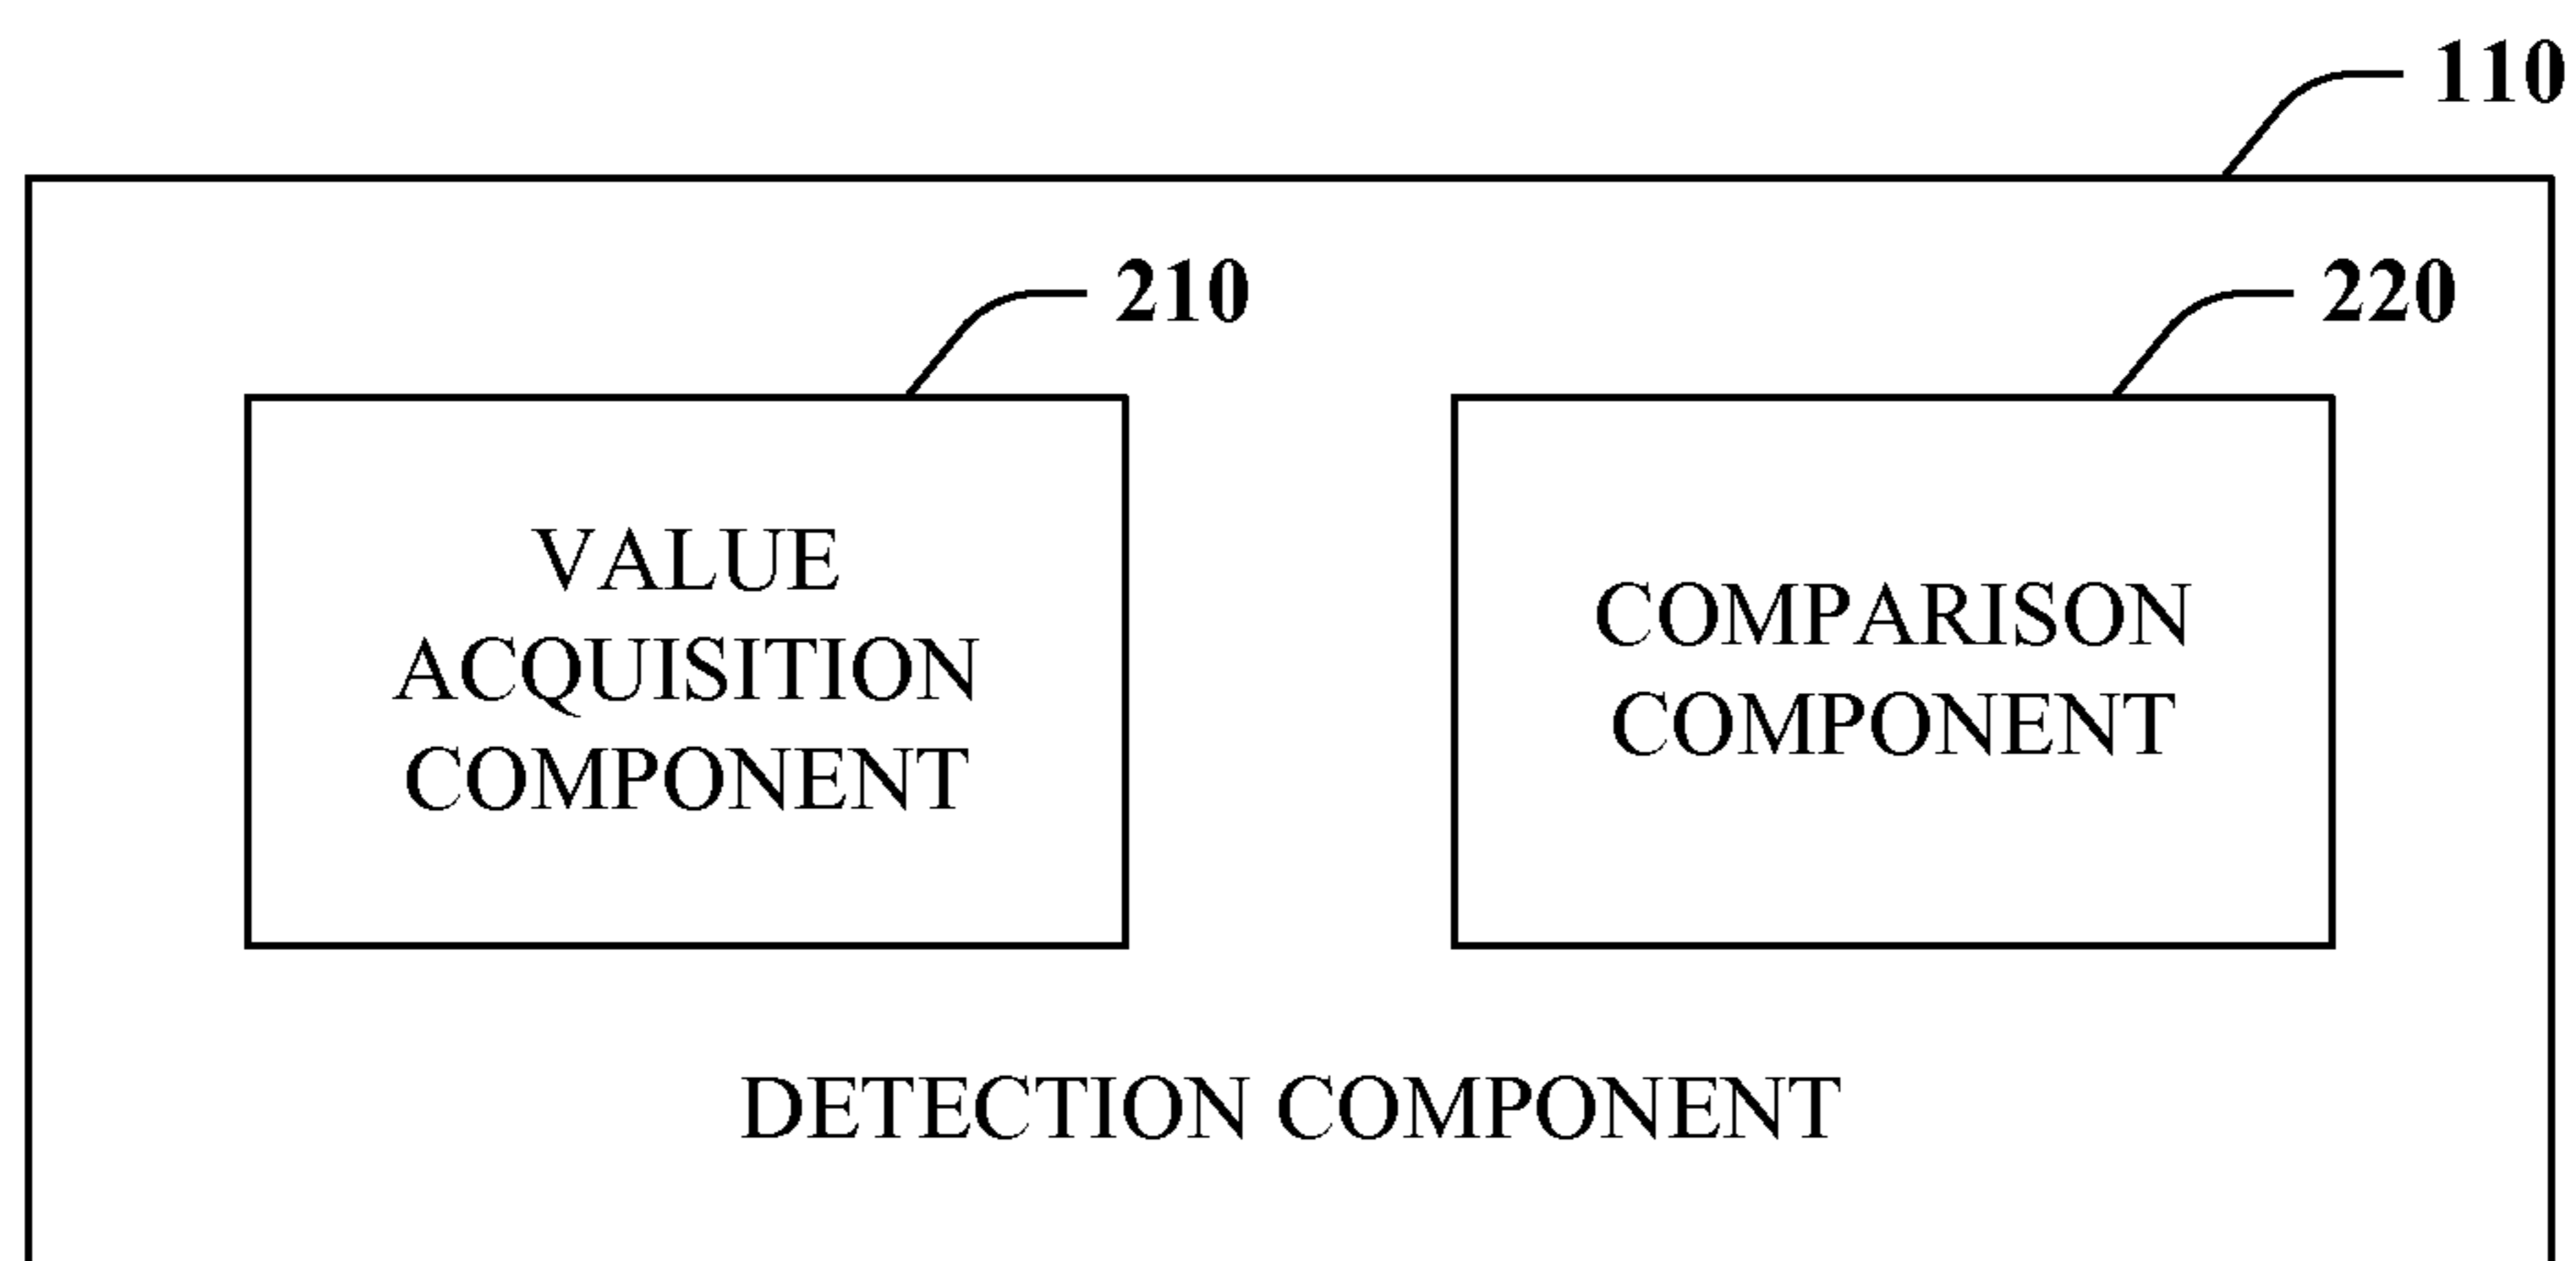 110
210
220
VALUE
ACQUISITION
COMPONENT
COMPARISON
COMPONENT
DETECTION COMPONENT